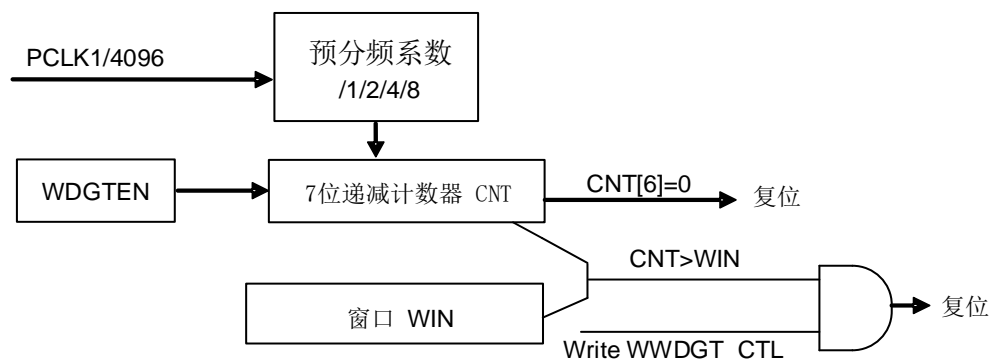 PCLK1/4096
预分频系数
/1/2/4/8
WDGTEN
7位递减计数器 CNT
CNT[6]=0
复位
CNT>WIN
窗口 WIN
复位
Write WWDGT_CTL